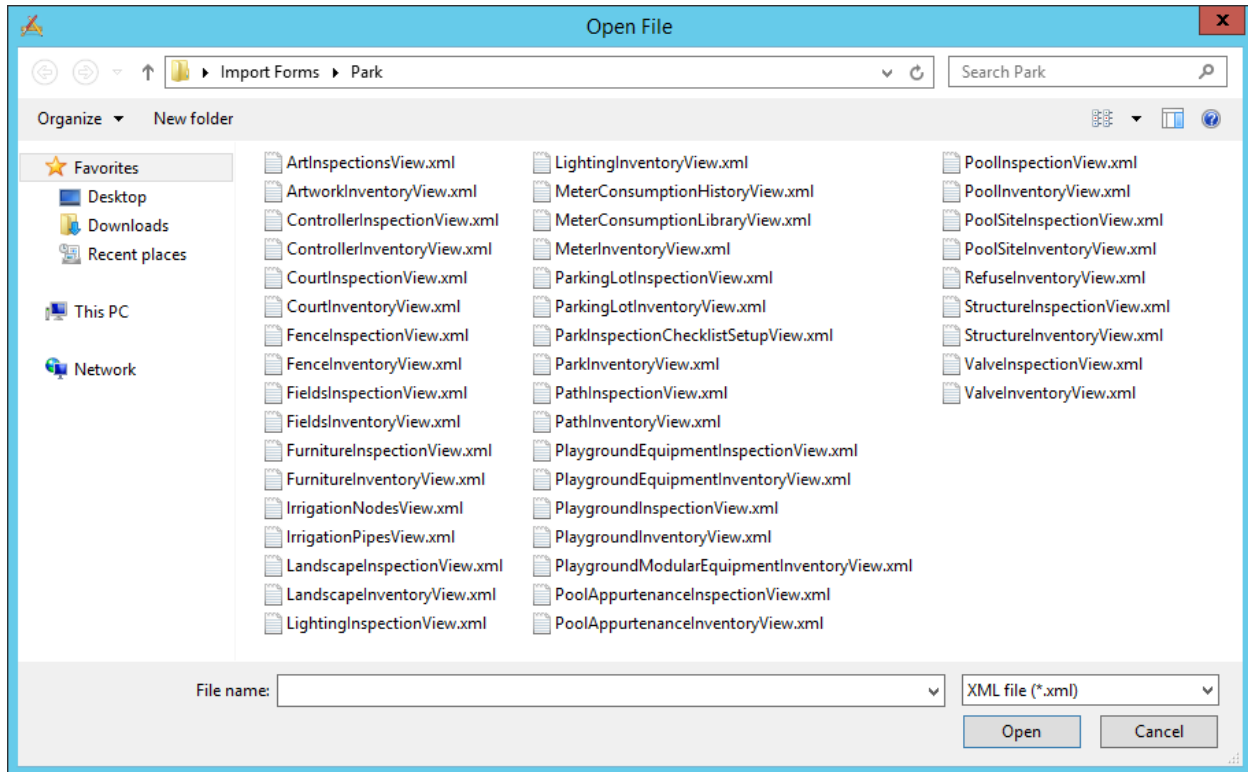 Open File
Import Forms
Park
Search Park
Organize
New folder
Favorites
Desktop
Downloads
Recent places
This PC
Network
ArtInspectionsView.xml
ArtworkInventoryView.xml
ControllerInspectionView.xml
ControllerInventoryView.xml
CourtInspectionView.xml
CourtInventoryView.xml
FenceInspectionView.xml
FenceInventoryView.xml
FieldsInspectionView.xml
FieldsInventoryView.xml
FurnitureInspectionView.xml
FurnitureInventoryView.xml
IrrigationNodesView.xml
IrrigationPipesView.xml
LandscapeInspectionView.xml
LandscapeInventoryView.xml
LightingInspectionView.xml
LightingInventoryView.xml
MeterConsumptionHistoryView.xml
MeterConsumptionLibraryView.xml
MeterInventoryView.xml
ParkingLotInspectionView.xml
ParkingLotInventoryView.xml
ParkInspectionChecklistSetupView.xml
ParkInventoryView.xml
PathInspectionView.xml
PathInventoryView.xml
PlaygroundEquipmentInspectionView.xml
PlaygroundEquipmentInventoryView.xml
PlaygroundInspectionView.xml
PlaygroundInventoryView.xml
PlaygroundModularEquipmentInventoryView.xml
PoolAppurtenanceInspectionView.xml
PoolAppurtenanceInventoryView.xml
PoolInspectionView.xml
PoolInventoryView.xml
PoolSiteInspectionView.xml
PoolSiteInventoryView.xml
RefuseInventoryView.xml
StructureInspectionView.xml
StructureInventoryView.xml
ValveInspectionView.xml
ValveInventoryView.xml
File name:
XML file (*.xml)
Open
Cancel